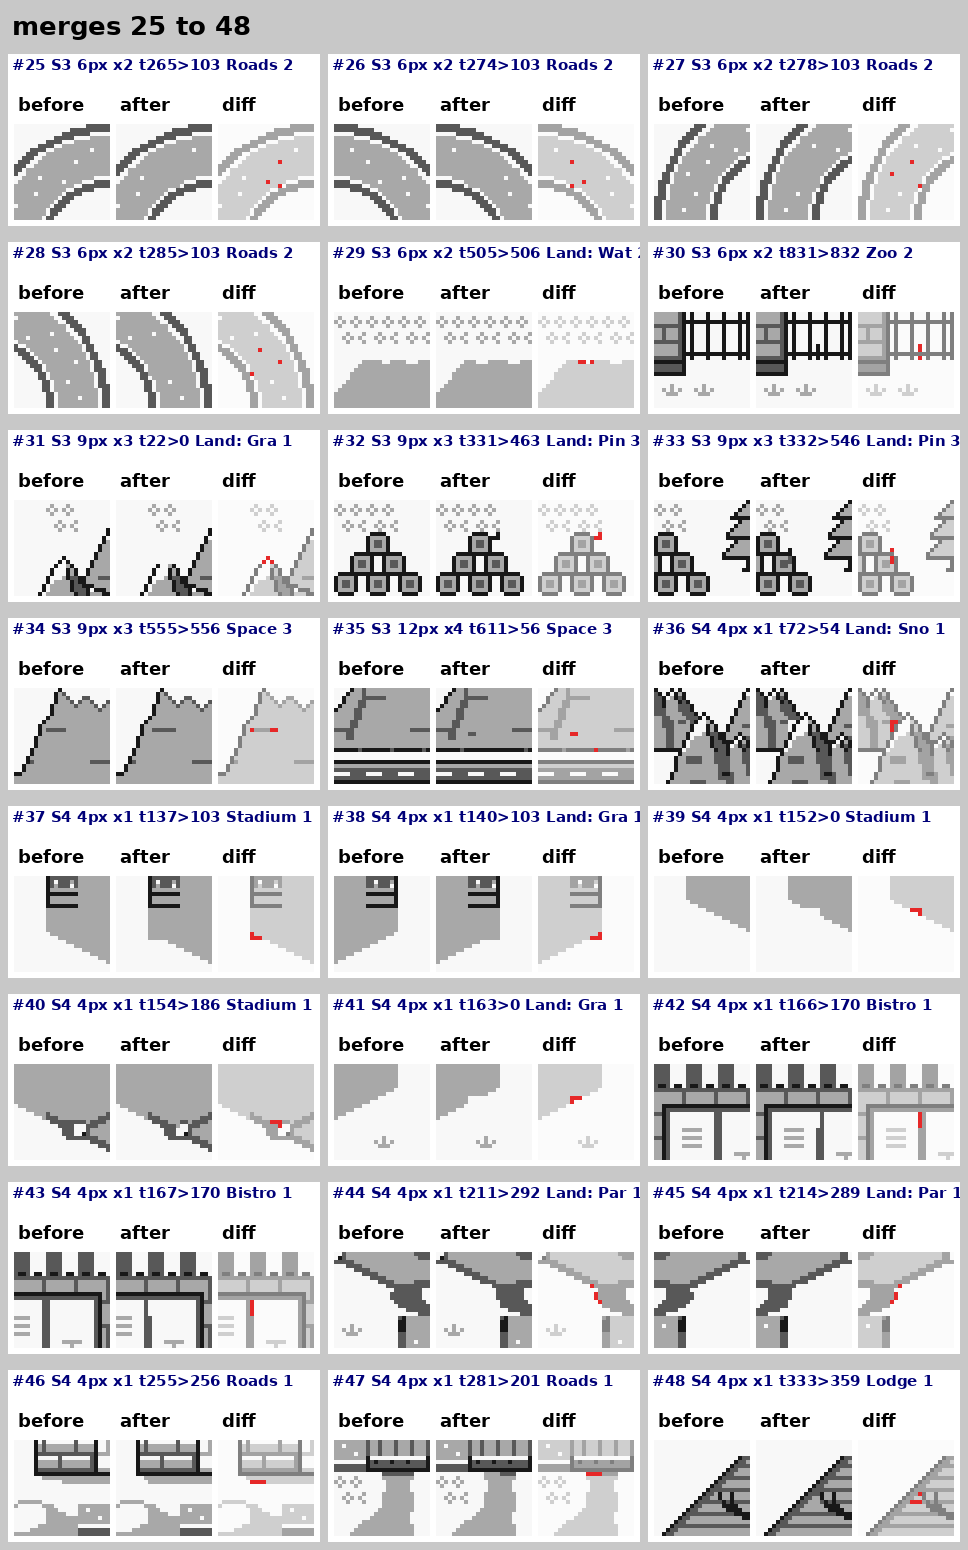 merges 25 to 48
#25 S3 6px x2 t265>103 Roads 2
#26 S3 6px x2 t274>103 Roads 2
#27 S3 6px x2 t278>103 Roads 2
before after diff
before after diff
before after diff
#28 S3 6px x2 t285>103 Roads 2
#29 S3 6px x2 t505>506 Land: Wat 2
#30 S3 6px x2 t831>832 Zoo 2
before after diff
before after diff
before after diff
#31 S3 9px x3 t22>0 Land: Gra 1
#32 S3 9px x3 t331>463 Land: Pin 3
#33 S3 9px x3 t332>546 Land: Pin 3
before after diff
before after diff
before after diff
#34 S3 9px x3 t555>556 Space 3
#35 S3 12px x4 t611>56 Space 3
#36 S4 4px x1 t72>54 Land: Sno 1
before after diff
before after diff
before after diff
#37 S4 4px x1 t137>103 Stadium 1
#38 S4 4px x1 t140>103 Land: Gra 1
#39 S4 4px x1 t152>0 Stadium 1
before after diff
before after diff
before after diff
#40 S4 4px x1 t154>186 Stadium 1
#41 S4 4px x1 t163>0 Land: Gra 1
#42 S4 4px x1 t166>170 Bistro 1
before after diff
before after diff
before after diff
#43 S4 4px x1 t167>170 Bistro 1
#44 S4 4px x1 t211>292 Land: Par 1
#45 S4 4px x1 t214>289 Land: Par 1
before after diff
before after diff
before after diff
#46 S4 4px x1 t255>256 Roads 1
#47 S4 4px x1 t281>201 Roads 1
#48 S4 4px x1 t333>359 Lodge 1
before after diff
before after diff
before after diff